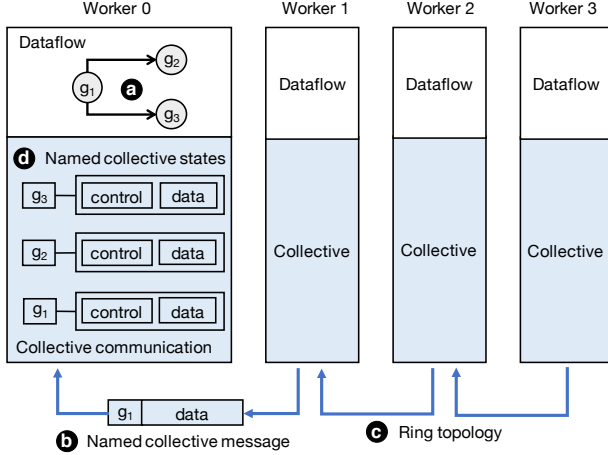 Worker 0
Worker 1
Worker 2
Worker 3
Dataflow
g2
g1
a
g3
Dataflow
Dataflow
Dataflow
d Named collective states
g3 control data
g2 control data
g1 control data
Collective communication
Collective
Collective
Collective
g1 data
b Named collective message
c Ring topology